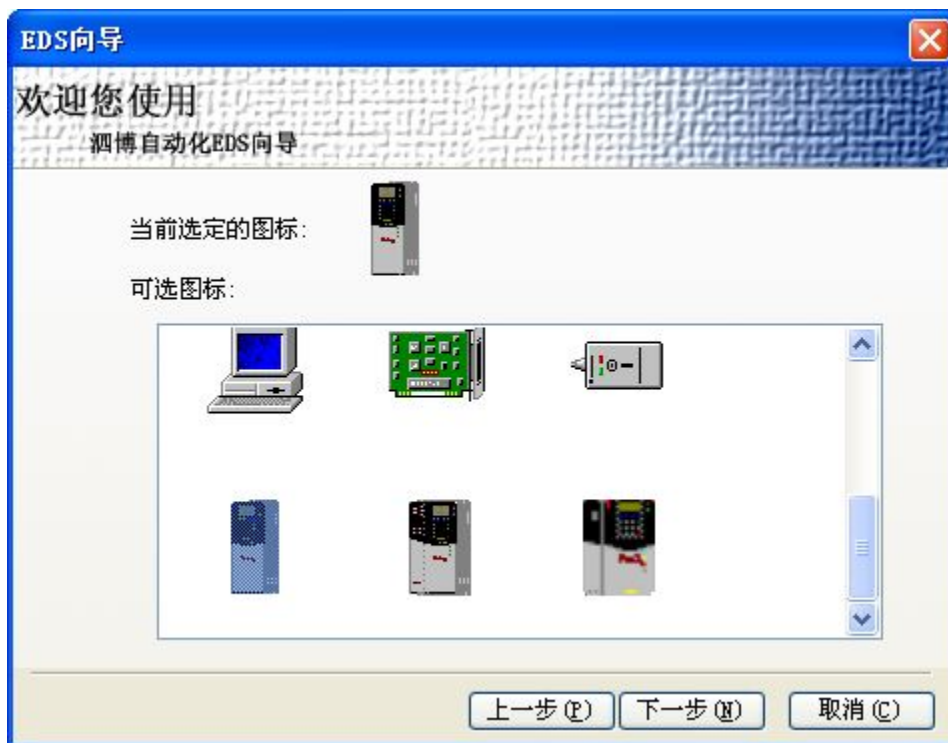 EDS向导
欢迎您使用
泗博自动化EDS向导
当前选定的图标:
可选图标:
上一步(P)
下一步(N)
取消(C)